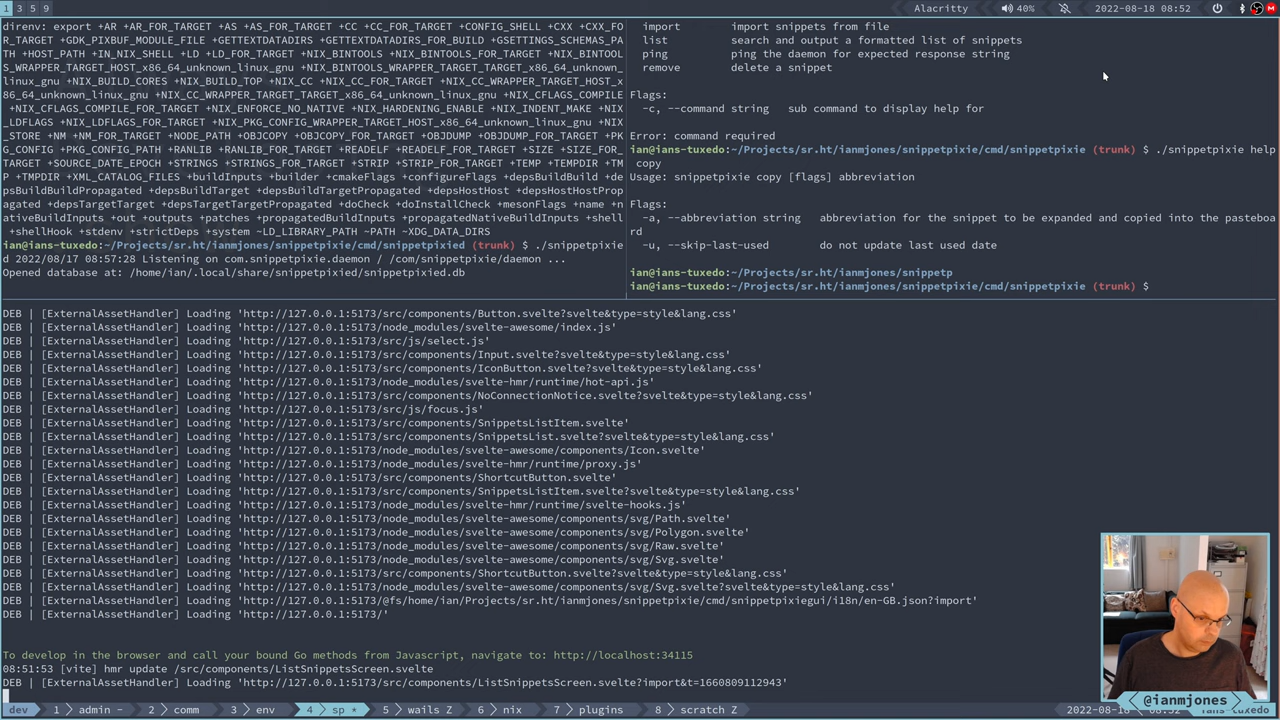 1 3 5 9
Alacritty 40% 2022-08-18 08:52
direnv: export +AR +AR_FOR_TARGET +AS +AS_FOR_TARGET +CC +CC_FOR_TARGET +CONFIG_SHELL +CXX +CXX_FO
R_TARGET +GDK_PIXBUF_MODULE_FILE +GETTEXTDATADIRS +GETTEXTDATADIRS_FOR_BUILD +GSETTINGS_SCHEMAS_PA
TH +HOST_PATH +IN_NIX_SHELL +LD +LD_FOR_TARGET +NIX_BINTOOLS +NIX_BINTOOLS_FOR_TARGET +NIX_BINTOOL
S_WRAPPER_TARGET_HOST_x86_64_unknown_linux_gnu +NIX_BINTOOLS_WRAPPER_TARGET_TARGET_x86_64_unknown_
linux_gnu +NIX_BUILD_CORES +NIX_BUILD_TOP +NIX_CC +NIX_CC_FOR_TARGET +NIX_CC_WRAPPER_TARGET_HOST_x
86_64_unknown_linux_gnu +NIX_CC_WRAPPER_TARGET_TARGET_x86_64_unknown_linux_gnu +NIX_CFLAGS_COMPILE
+NIX_CFLAGS_COMPILE_FOR_TARGET +NIX_ENFORCE_NO_NATIVE +NIX_HARDENING_ENABLE +NIX_INDENT_MAKE +NIX
_LDFLAGS +NIX_LDFLAGS_FOR_TARGET +NIX_PKG_CONFIG_WRAPPER_TARGET_HOST_x86_64_unknown_linux_gnu +NIX
_STORE +NM +NM_FOR_TARGET +NODE_PATH +OBJCOPY +OBJCOPY_FOR_TARGET +OBJDUMP +OBJDUMP_FOR_TARGET +PK
G_CONFIG +PKG_CONFIG_PATH +RANLIB +RANLIB_FOR_TARGET +READELF +READELF_FOR_TARGET +SIZE +SIZE_FOR_
TARGET +SOURCE_DATE_EPOCH +STRINGS +STRINGS_FOR_TARGET +STRIP +STRIP_FOR_TARGET +TEMP +TEMPDIR +TM
P +TMPDIR +XML_CATALOG_FILES +buildInputs +builder +cmakeFlags +configureFlags +depsBuildBuild +de
psBuildBuildPropagated +depsBuildTarget +depsBuildTargetPropagated +depsHostHost +depsHostHostProp
agated +depsTargetTarget +depsTargetTargetPropagated +doCheck +doInstallCheck +mesonFlags +name +n
ativeBuildInputs +out +outputs +patches +propagatedBuildInputs +propagatedNativeBuildInputs +shell
+shellHook +stdenv +strictDeps +system ~LD_LIBRARY_PATH ~PATH ~XDG_DATA_DIRS
ian@ians-tuxedo:~/Projects/sr.ht/ianmjones/snippetpixie/cmd/snippetpixied (trunk) $ ./snippetpixie
d 2022/08/17 08:57:28 Listening on com.snippetpixie.daemon / /com/snippetpixie/daemon ...
Opened database at: /home/ian/.local/share/snippetpixied/snippetpixied.db
import import snippets from file
list search and output a formatted list of snippets
ping ping the daemon for expected response string
remove delete a snippet
Flags:
-c, --command string sub command to display help for
Error: command required
ian@ians-tuxedo:~/Projects/sr.ht/ianmjones/snippetpixie/cmd/snippetpixie (trunk) $ ./snippetpixie help
copy
Usage: snippetpixie copy [flags] abbreviation
Flags:
-a, --abbreviation string abbreviation for the snippet to be expanded and copied into the pasteboa
rd
-u, --skip-last-used do not update last used date
ian@ians-tuxedo:~/Projects/sr.ht/ianmjones/snippetp
ian@ians-tuxedo:~/Projects/sr.ht/ianmjones/snippetpixie/cmd/snippetpixie (trunk) $
DEB | [ExternalAssetHandler] Loading 'http://127.0.0.1:5173/src/components/Button.svelte?svelte&type=style&lang.css'
DEB | [ExternalAssetHandler] Loading 'http://127.0.0.1:5173/node_modules/svelte-awesome/index.js'
DEB | [ExternalAssetHandler] Loading 'http://127.0.0.1:5173/src/js/select.js'
DEB | [ExternalAssetHandler] Loading 'http://127.0.0.1:5173/src/components/Input.svelte?svelte&type=style&lang.css'
DEB | [ExternalAssetHandler] Loading 'http://127.0.0.1:5173/src/components/IconButton.svelte?svelte&type=style&lang.css'
DEB | [ExternalAssetHandler] Loading 'http://127.0.0.1:5173/node_modules/svelte-hmr/runtime/hot-api.js'
DEB | [ExternalAssetHandler] Loading 'http://127.0.0.1:5173/src/components/NoConnectionNotice.svelte?svelte&type=style&lang.css'
DEB | [ExternalAssetHandler] Loading 'http://127.0.0.1:5173/src/js/focus.js'
DEB | [ExternalAssetHandler] Loading 'http://127.0.0.1:5173/src/components/SnippetsListItem.svelte'
DEB | [ExternalAssetHandler] Loading 'http://127.0.0.1:5173/src/components/SnippetsList.svelte?svelte&type=style&lang.css'
DEB | [ExternalAssetHandler] Loading 'http://127.0.0.1:5173/node_modules/svelte-awesome/components/Icon.svelte'
DEB | [ExternalAssetHandler] Loading 'http://127.0.0.1:5173/node_modules/svelte-hmr/runtime/proxy.js'
DEB | [ExternalAssetHandler] Loading 'http://127.0.0.1:5173/src/components/ShortcutButton.svelte'
DEB | [ExternalAssetHandler] Loading 'http://127.0.0.1:5173/src/components/SnippetsListItem.svelte?svelte&type=style&lang.css'
DEB | [ExternalAssetHandler] Loading 'http://127.0.0.1:5173/node_modules/svelte-hmr/runtime/svelte-hooks.js'
DEB | [ExternalAssetHandler] Loading 'http://127.0.0.1:5173/node_modules/svelte-awesome/components/svg/Path.svelte'
DEB | [ExternalAssetHandler] Loading 'http://127.0.0.1:5173/node_modules/svelte-awesome/components/svg/Polygon.svelte'
DEB | [ExternalAssetHandler] Loading 'http://127.0.0.1:5173/node_modules/svelte-awesome/components/svg/Raw.svelte'
DEB | [ExternalAssetHandler] Loading 'http://127.0.0.1:5173/node_modules/svelte-awesome/components/svg/Svg.svelte'
DEB | [ExternalAssetHandler] Loading 'http://127.0.0.1:5173/src/components/ShortcutButton.svelte?svelte&type=style&lang.css'
DEB | [ExternalAssetHandler] Loading 'http://127.0.0.1:5173/node_modules/svelte-awesome/components/svg/Svg.svelte?svelte&type=style&lang.css'
DEB | [ExternalAssetHandler] Loading 'http://127.0.0.1:5173/@fs/home/ian/Projects/sr.ht/ianmjones/snippetpixie/cmd/snippetpixiegui/i18n/en-GB.json?import'
DEB | [ExternalAssetHandler] Loading 'http://127.0.0.1:5173/'
To develop in the browser and call your bound Go methods from Javascript, navigate to: http://localhost:34115
08:51:53 [vite] hmr update /src/components/ListSnippetsScreen.svelte
DEB | [ExternalAssetHandler] Loading 'http://127.0.0.1:5173/src/components/ListSnippetsScreen.svelte?import&t=1660809112943'
@ianmjones
dev 1 admin - 2 comm 3 env 4 sp * 5 wails Z 6 nix 7 plugins 8 scratch Z 2022-08-18